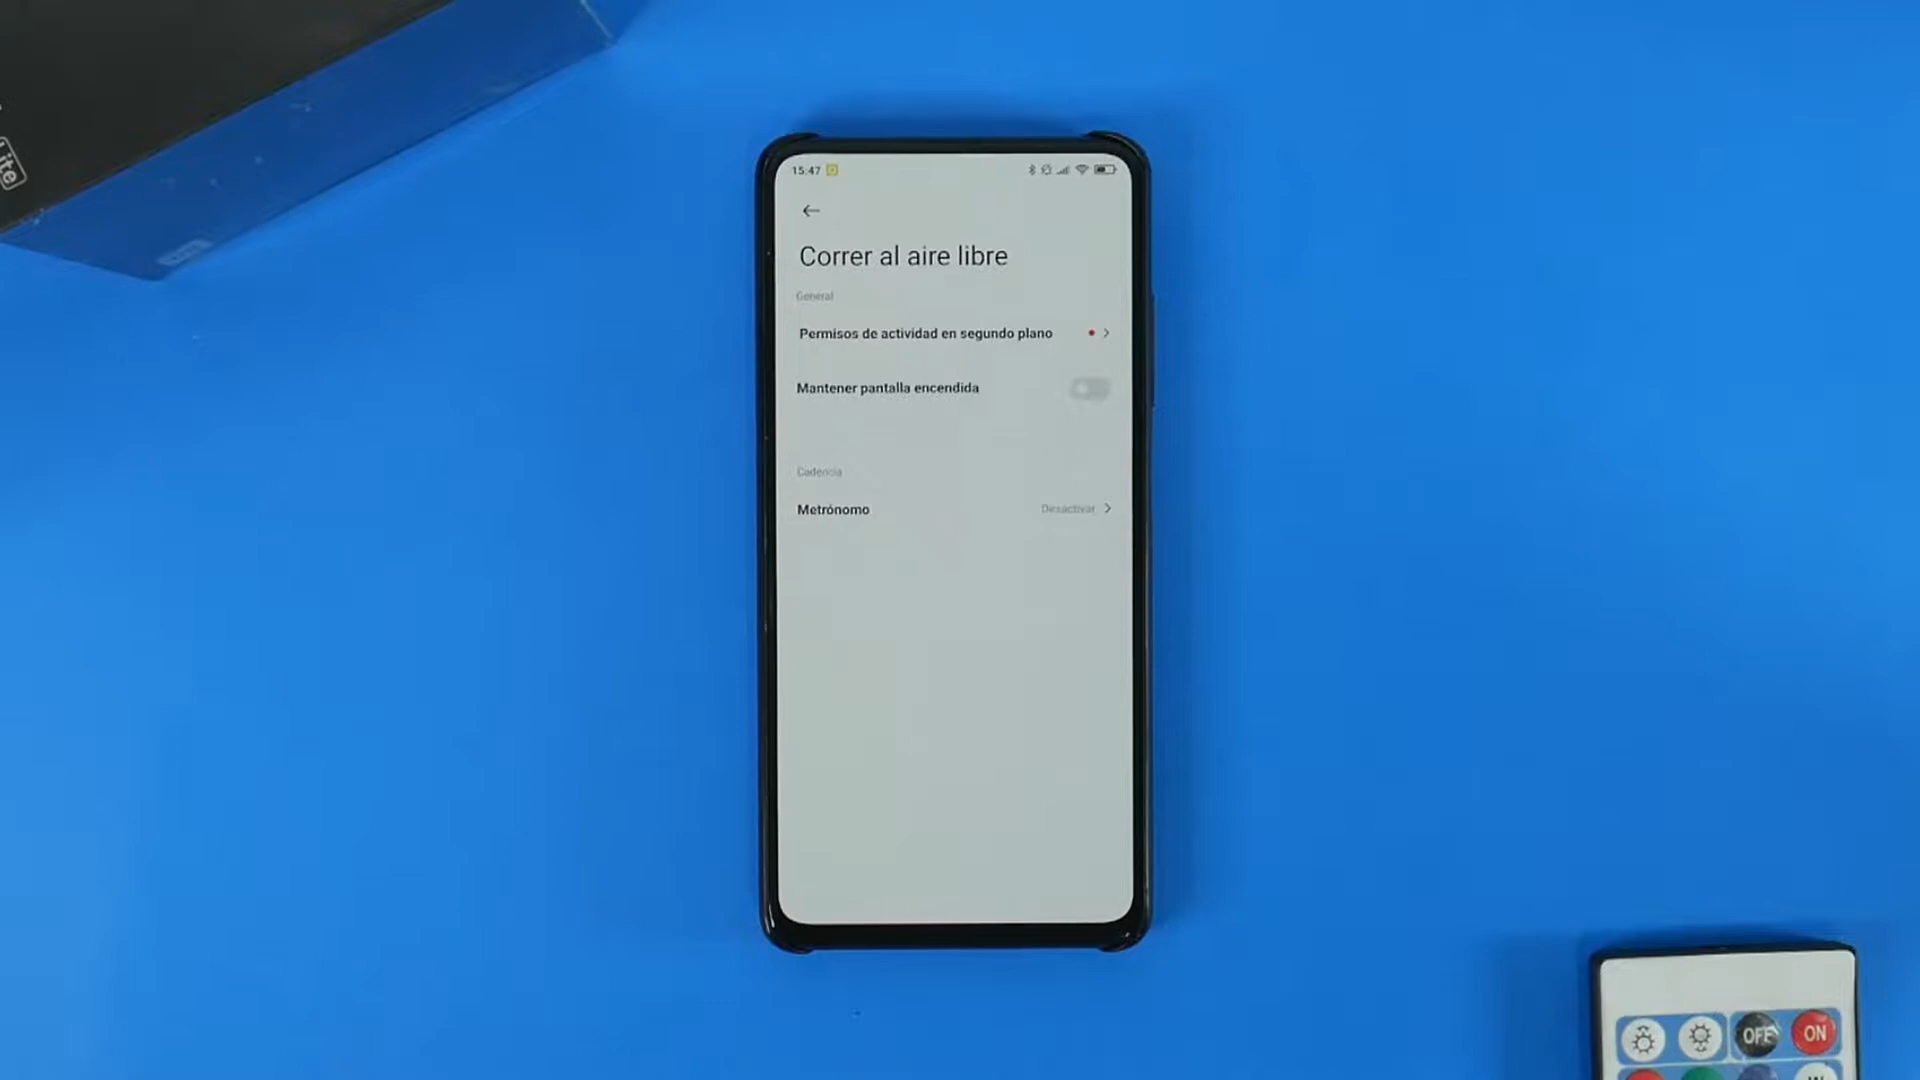 Lite
15:47
Correr al aire libre
General
Permisos de actividad en segundo plano
Mantener pantalla encendida
Cadencia
Metrónomo
Desactivar
OFF
ON
W